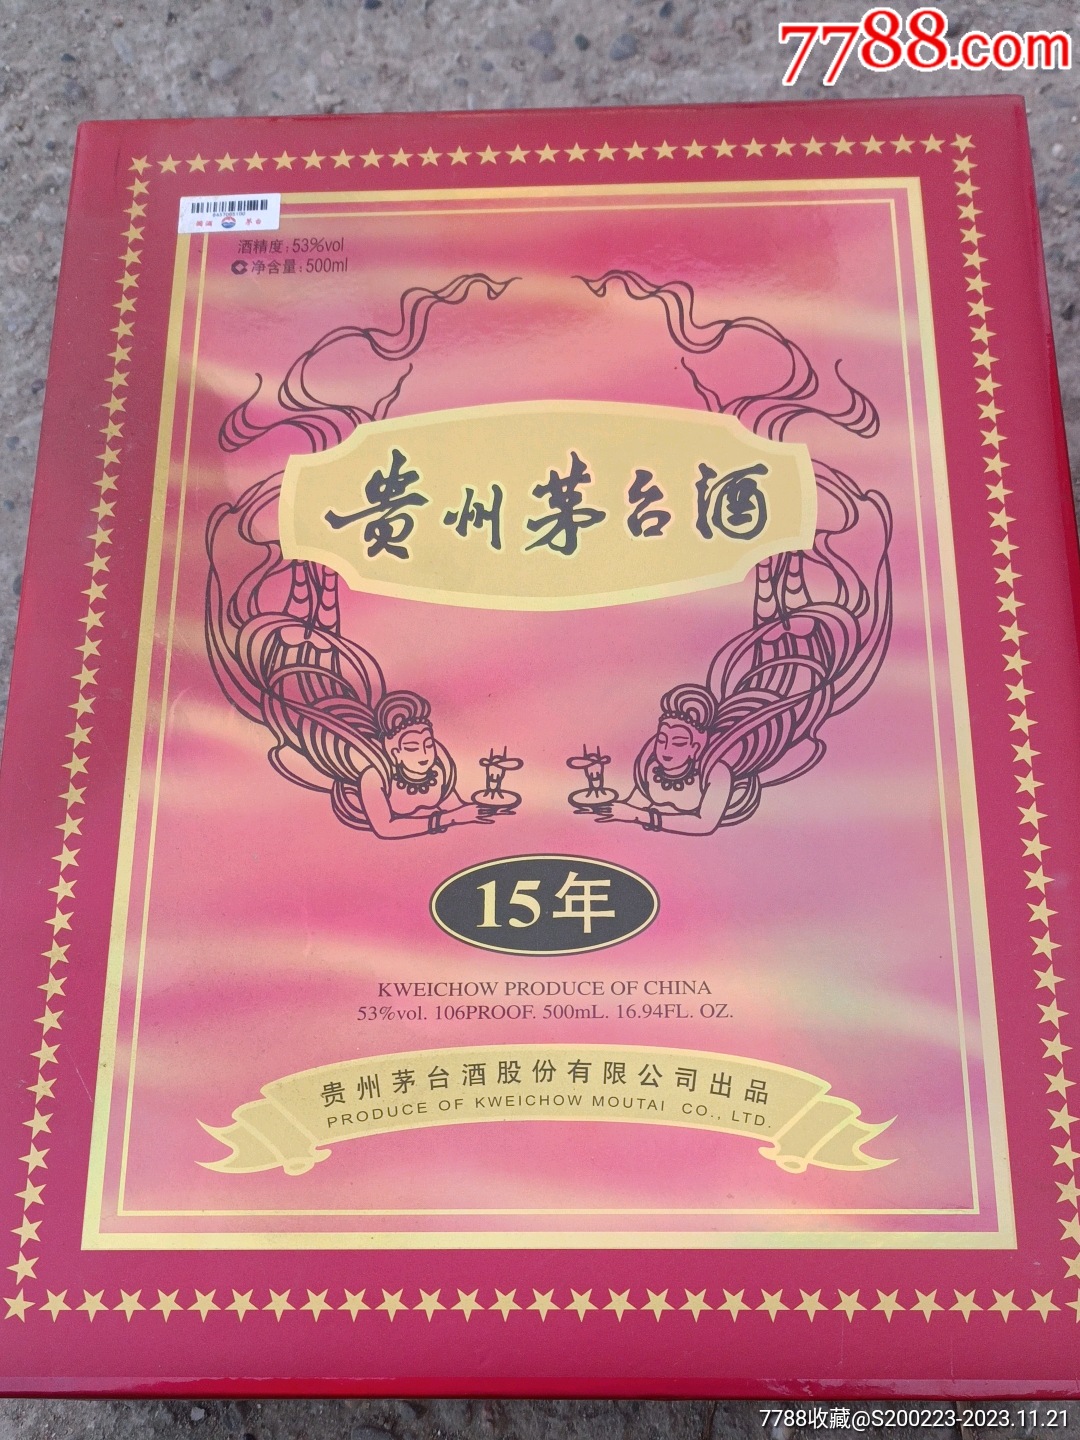 7788.com
酒精度:53%vol
净含量:500ml
贵州茅台酒
15年
KWEICHOW PRODUCE OF CHINA
53%vol. 106PROOF. 500mL. 16.94FL. OZ.
贵州茅台酒股份有限公司出品
PRODUCE OF KWEICHOW MOUTAI CO., LTD.
7788收藏@S200223-2023.11.21